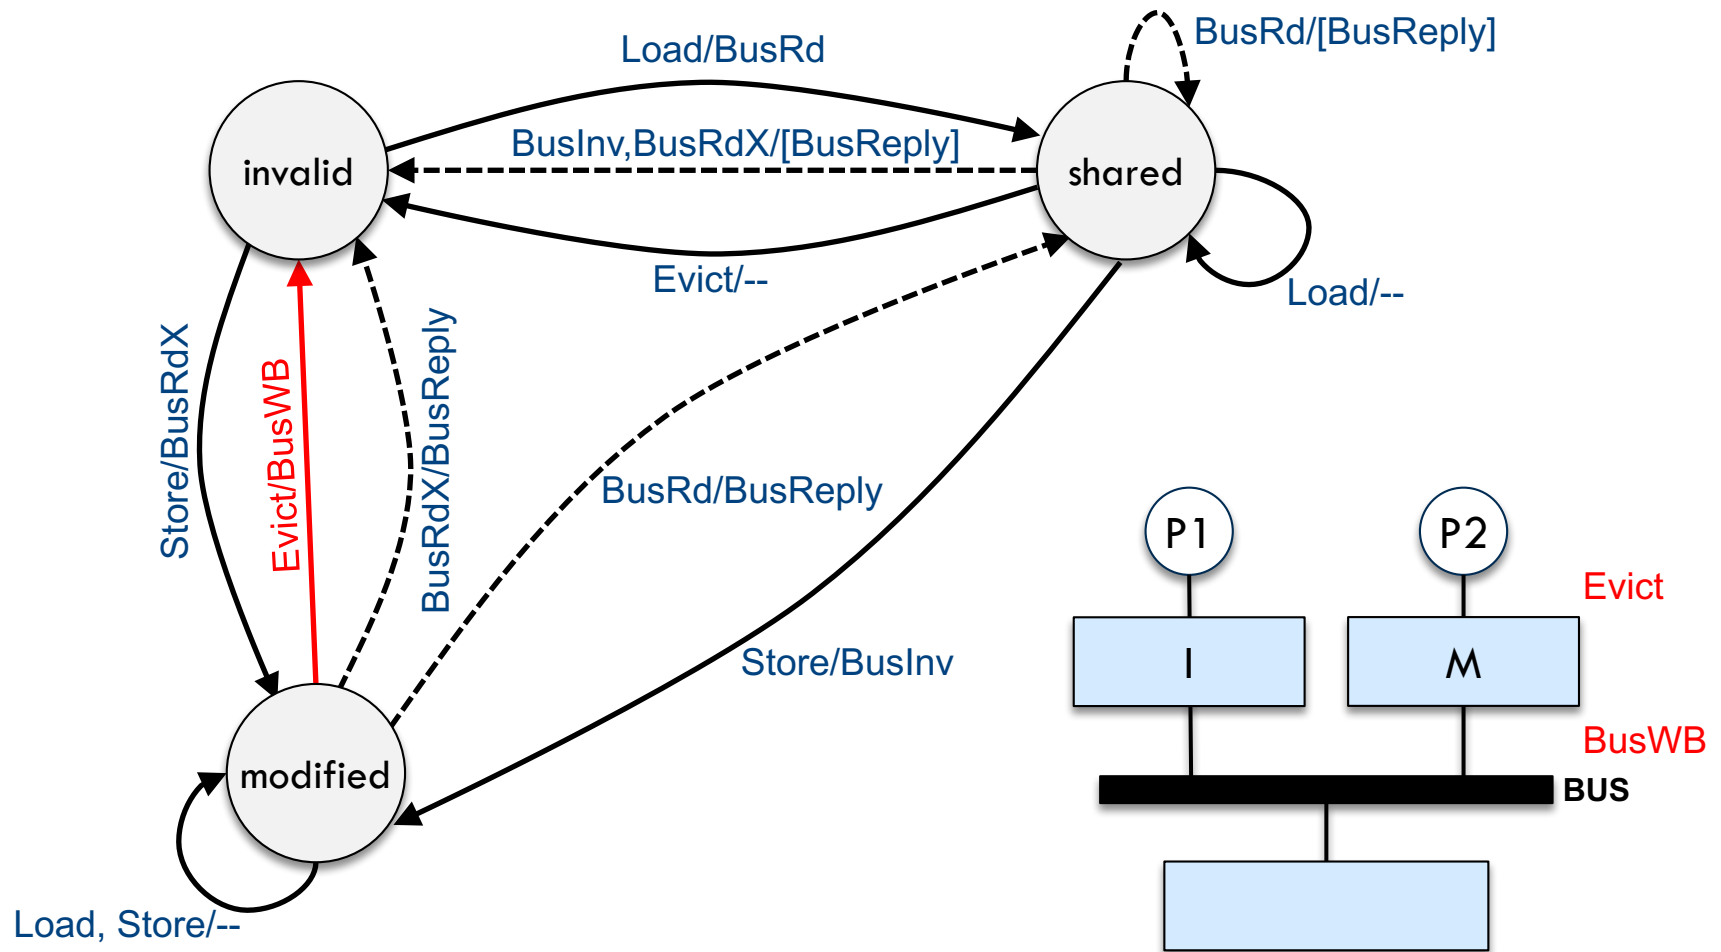 BusRd/[BusReply]
Load/BusRd
BusInv,BusRdX/[BusReply]
invalid
shared
Evict/--
Load/--
Store/BusRdX
Evict/BusWB
BusRdX/BusReply
BusRd/BusReply
Store/BusInv
modified
Load, Store/--
P1
P2
Evict
I
M
BusWB
BUS